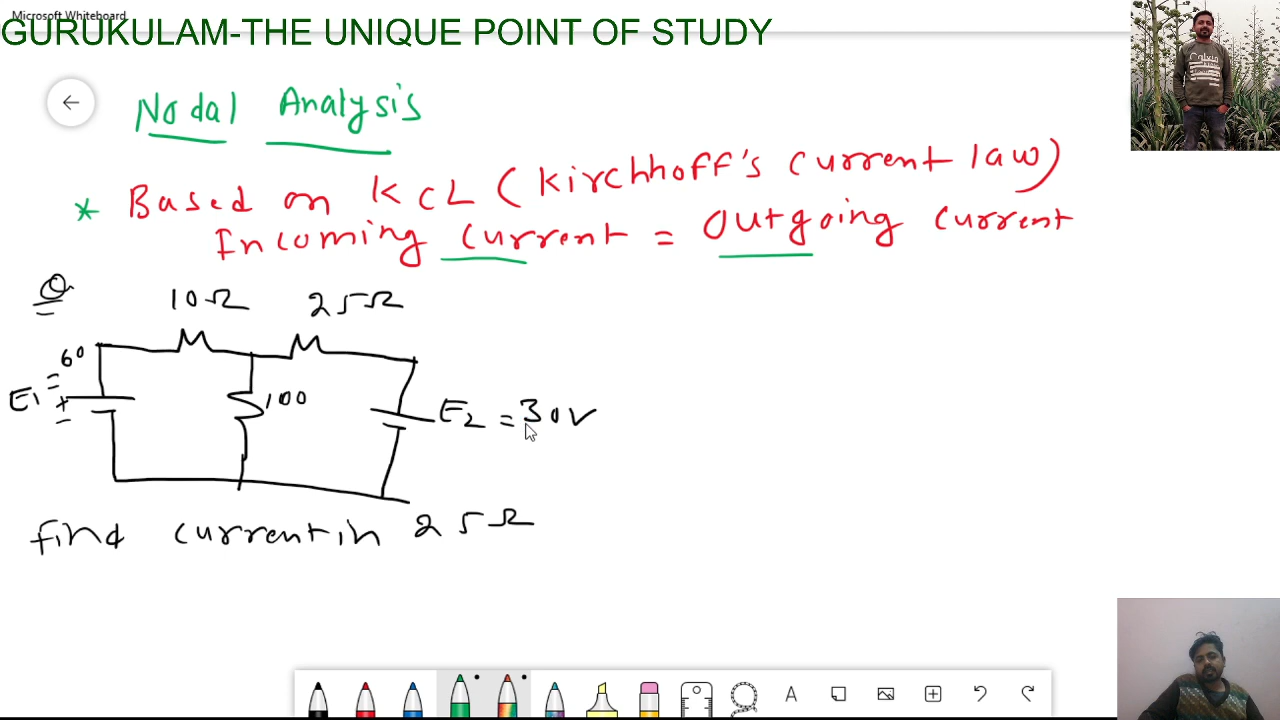 Microsoft Whiteboard
GURUKULAM-THE UNIQUE POINT OF STUDY
Nodal Analysis
* Based on KCL (Kirchhoff's Current law)
Incoming current = Outgoing current
Q
10Ω 25Ω
60
E1 =
+
-
100
E2 = 30V
find current in 25Ω
A